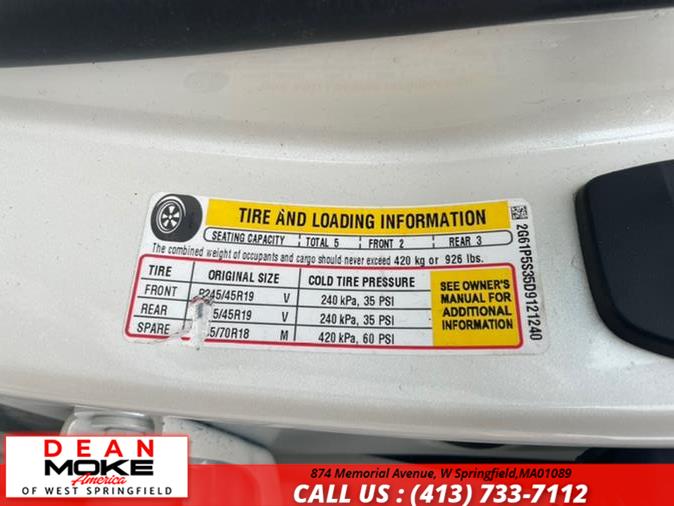 TIRE AND LOADING INFORMATION
SEATING CAPACITY TOTAL 5 FRONT 2 REAR 3
The combined weight of occupants and cargo should never exceed 420 kg or 926 lbs.
TIRE ORIGINAL SIZE COLD TIRE PRESSURE
FRONT P245/45R19 V 240 kPa, 35 PSI
REAR 5/45R19 V 240 kPa, 35 PSI
SPARE 5/70R18 M 420 kPa, 60 PSI
SEE OWNER'S
MANUAL FOR
ADDITIONAL
INFORMATION
2G61P5S35D9121240
DEAN
MOKE
America
OF WEST SPRINGFIELD
874 Memorial Avenue, W Springfield,MA01089
CALL US : (413) 733-7112